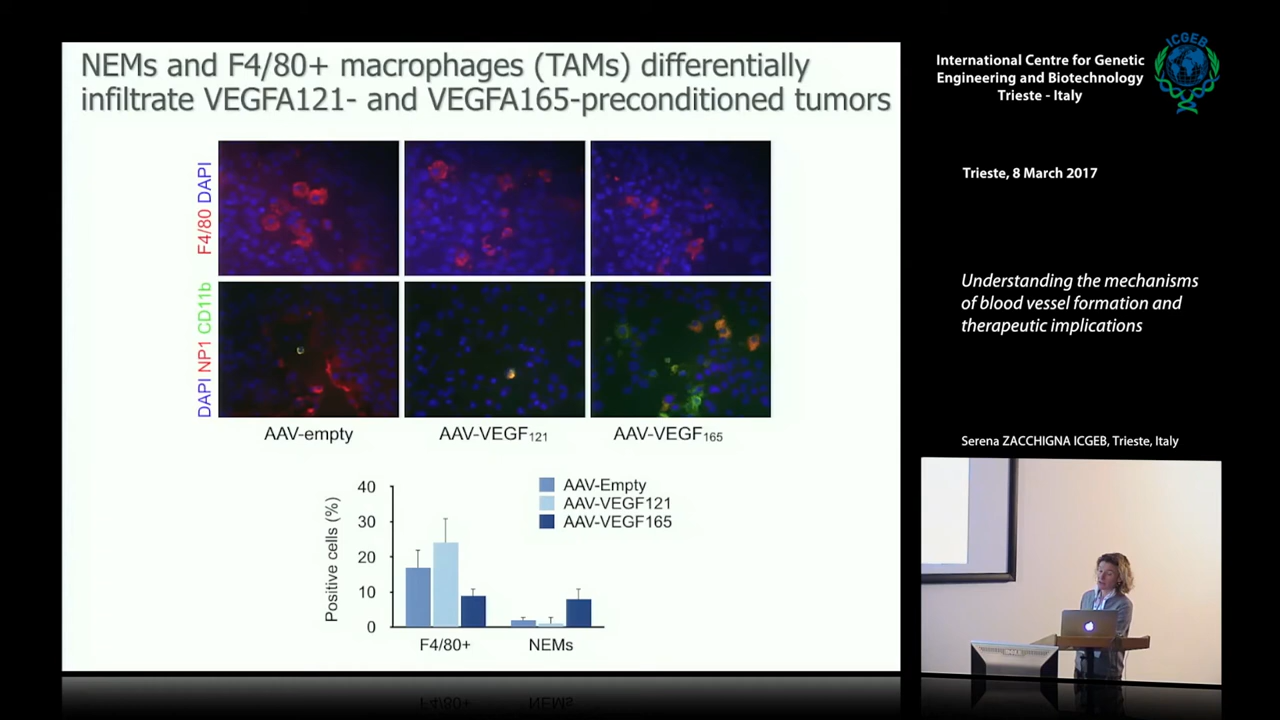 NEMs and F4/80+ macrophages (TAMs) differentially
infiltrate VEGFA121- and VEGFA165-preconditioned tumors
F4/80 DAPI
DAPI NP1 CD11b
AAV-empty
AAV-VEGF₁₂₁
AAV-VEGF₁₆₅
Positive cells (%)
40
30
20
10
0
AAV-Empty
AAV-VEGF121
AAV-VEGF165
F4/80+
NEMs
ICGEB
International Centre for Genetic
Engineering and Biotechnology
Trieste - Italy
Trieste, 8 March 2017
Understanding the mechanisms
of blood vessel formation and
therapeutic implications
Serena ZACCHIGNA ICGEB, Trieste, Italy